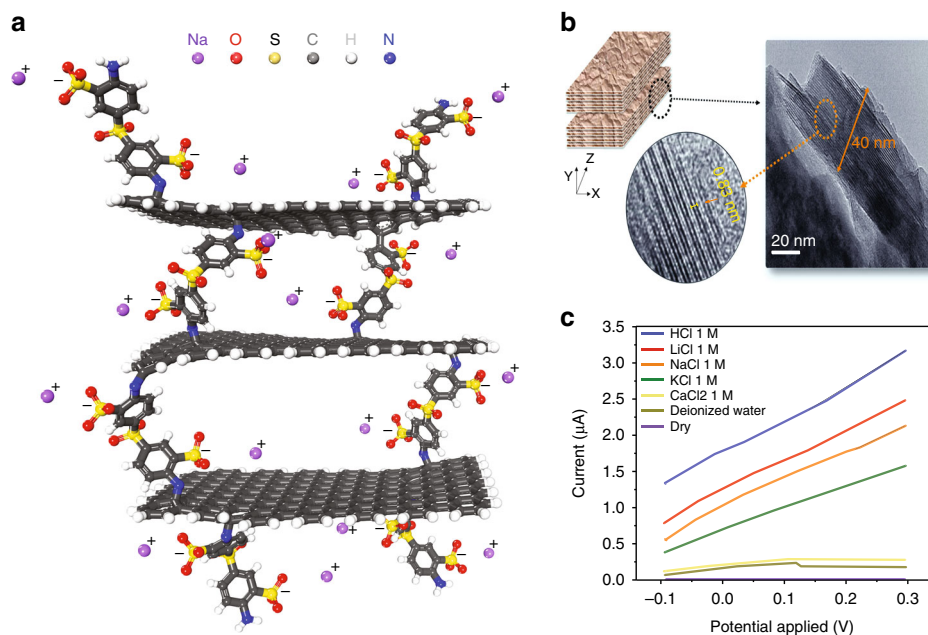 a
Na O S C H N
+
−
+
−
+
+
−
+
−
+
+
−
+
+
−
+
−
+
−
+
−
−
+
−
+
−
+
−
+
−
+
b
Y
Z
X
0.85 nm
40 nm
20 nm
c
HCl 1 M
LiCl 1 M
NaCl 1 M
KCl 1 M
CaCl2 1 M
Deionized water
Dry
Current (µA)
3.5
3.0
2.5
2.0
1.5
1.0
0.5
0.0
−0.1 0.0 0.1 0.2 0.3
Potential applied (V)